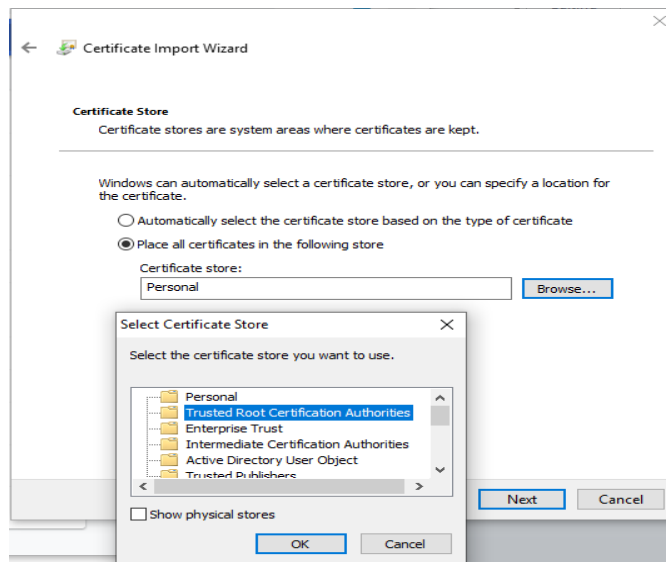 Certificate Import Wizard
Certificate Store
Certificate stores are system areas where certificates are kept.
Windows can automatically select a certificate store, or you can specify a location for
the certificate.
Automatically select the certificate store based on the type of certificate
Place all certificates in the following store
Certificate store:
Personal
Browse...
Select Certificate Store
Select the certificate store you want to use.
Personal
Trusted Root Certification Authorities
Enterprise Trust
Intermediate Certification Authorities
Active Directory User Object
Trusted Publishers
Show physical stores
OK Cancel
Next Cancel